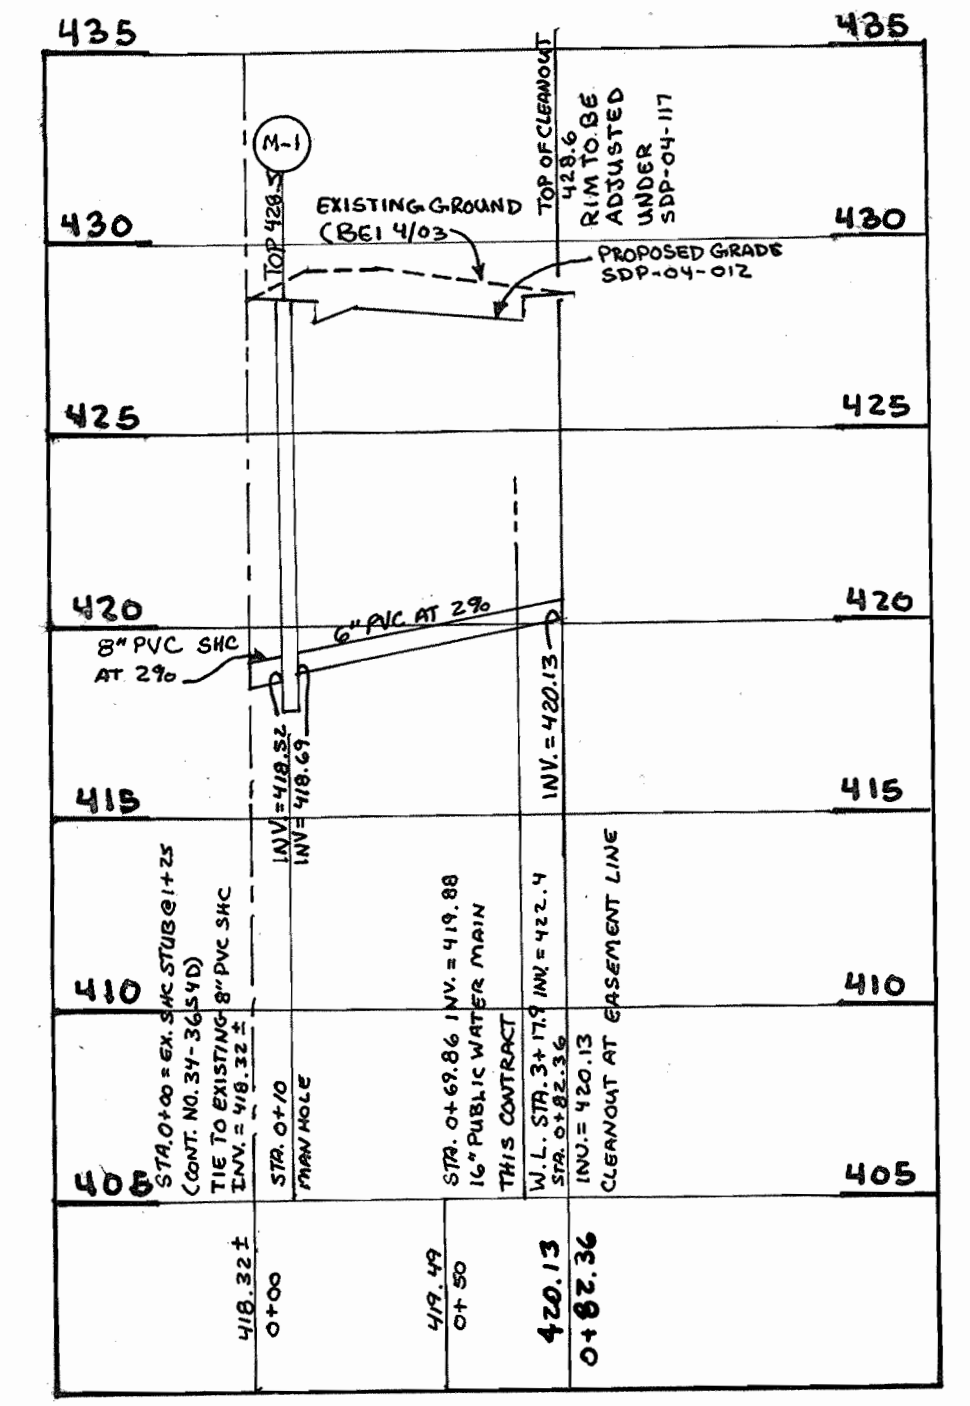 435
435
M-1
TOP 428.5
TOP OF CLEANOUT
428.6
RIM TO BE
ADJUSTED
UNDER
SDP-04-117
EXISTING GROUND
(BEI 4/03
430
430
PROPOSED GRADE
SDP-04-012
425
425
420
420
6" PVC AT 2%
8" PVC SHC
AT 2%
INV.=418.52
INV=418.69
INV.=420.13
415
415
STA.0+00=EX.SHC STUB@1+25
(CONT. NO.34-3654D)
TIE TO EXISTING 8" PVC SHC
INV.=418.32±
STA. 0+10
MANHOLE
STA. 0+69.86 INV.=419.88
16" PUBLIC WATER MAIN
THIS CONTRACT
W.L. STA.3+17.9 INV.=422.4
STA. 0+82.36
INV.=420.13
CLEANOUT AT EASEMENT LINE
410
410
405
405
418.32±
0+00
419.49
0+50
420.13
0+82.36